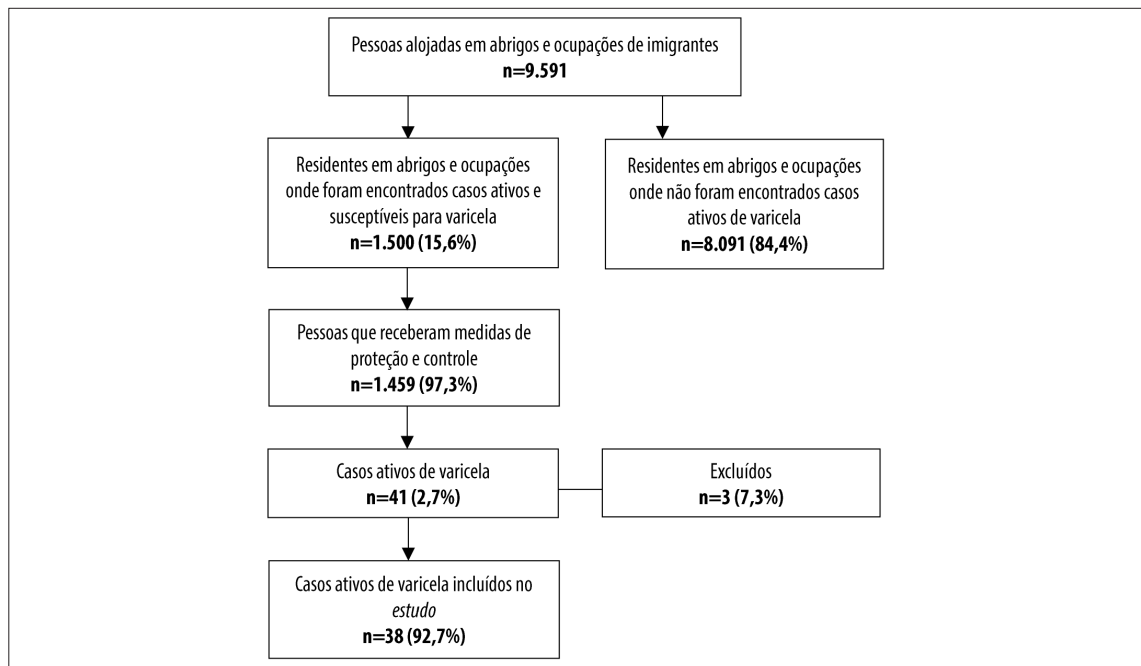 Pessoas alojadas em abrigos e ocupações de imigrantes
n=9.591
Residentes em abrigos e ocupações
onde foram encontrados casos ativos e
susceptíveis para varicela
n=1.500 (15,6%)
Residentes em abrigos e ocupações
onde não foram encontrados casos
ativos de varicela
n=8.091 (84,4%)
Pessoas que receberam medidas de
proteção e controle
n=1.459 (97,3%)
Casos ativos de varicela
n=41 (2,7%)
Excluídos
n=3 (7,3%)
Casos ativos de varicela incluídos no
estudo
n=38 (92,7%)